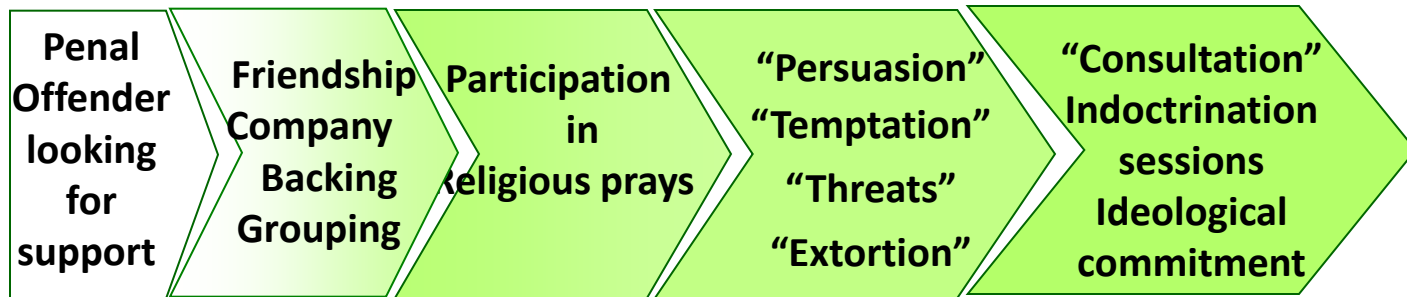 Penal
Offender
looking
for
support
Friendship
Company
Backing
Grouping
Participation
in
Religious prays
“Persuasion”
“Temptation”
“Threats”
“Extortion”
“Consultation”
Indoctrination
sessions
Ideological
commitment